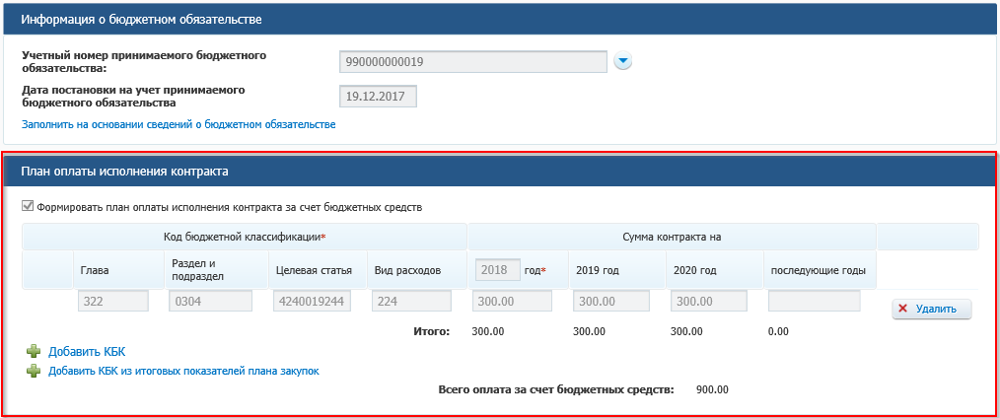 Информация о бюджетном обязательстве
Учетный номер принимаемого бюджетного
обязательства:
990000000019
Дата постановки на учет принимаемого
бюджетного обязательства
19.12.2017
Заполнить на основании сведений о бюджетном обязательстве
План оплаты исполнения контракта
Формировать план оплаты исполнения контракта за счет бюджетных средств
Код бюджетной классификации* Сумма контракта на
Глава Раздел и подраздел Целевая статья Вид расходов 2018 год* 2019 год 2020 год последующие годы
322 0304 4240019244 224 300.00 300.00 300.00 Удалить
Итого: 300.00 300.00 300.00 0.00
Добавить КБК
Добавить КБК из итоговых показателей плана закупок
Всего оплата за счет бюджетных средств: 900.00